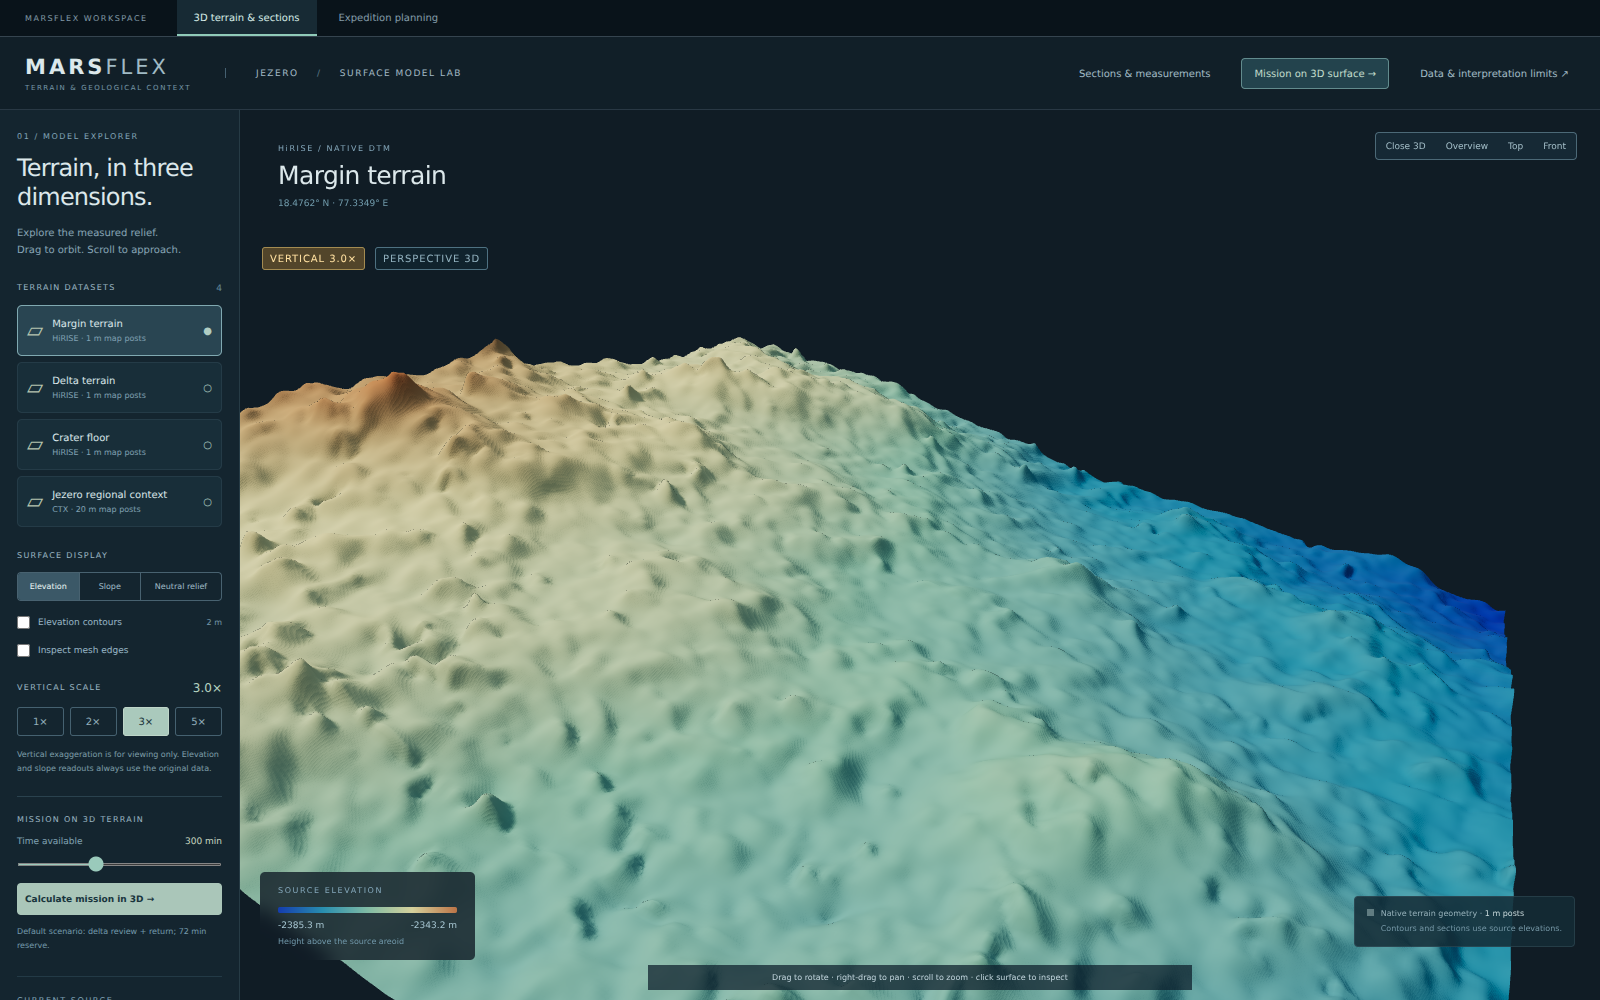 MARSFLEX WORKSPACE
3D terrain & sections
Expedition planning
MARSFLEX
TERRAIN & GEOLOGICAL CONTEXT
JEZERO / SURFACE MODEL LAB
Sections & measurements
Mission on 3D surface →
Data & interpretation limits ↗
01 / MODEL EXPLORER
Terrain, in three
dimensions.
Explore the measured relief.
Drag to orbit. Scroll to approach.
TERRAIN DATASETS 4
Margin terrain
HiRISE · 1 m map posts
Delta terrain
HiRISE · 1 m map posts
Crater floor
HiRISE · 1 m map posts
Jezero regional context
CTX · 20 m map posts
SURFACE DISPLAY
Elevation Slope Neutral relief
Elevation contours 2 m
Inspect mesh edges
VERTICAL SCALE 3.0×
1× 2× 3× 5×
Vertical exaggeration is for viewing only. Elevation
and slope readouts always use the original data.
MISSION ON 3D TERRAIN
Time available 300 min
Calculate mission in 3D →
Default scenario: delta review + return; 72 min
reserve.
CURRENT SOURCE
HiRISE / NATIVE DTM
Margin terrain
18.4762° N · 77.3349° E
VERTICAL 3.0× PERSPECTIVE 3D
Close 3D Overview Top Front
SOURCE ELEVATION
-2385.3 m -2343.2 m
Height above the source areoid
Native terrain geometry · 1 m posts
Contours and sections use source elevations.
Drag to rotate · right-drag to pan · scroll to zoom · click surface to inspect